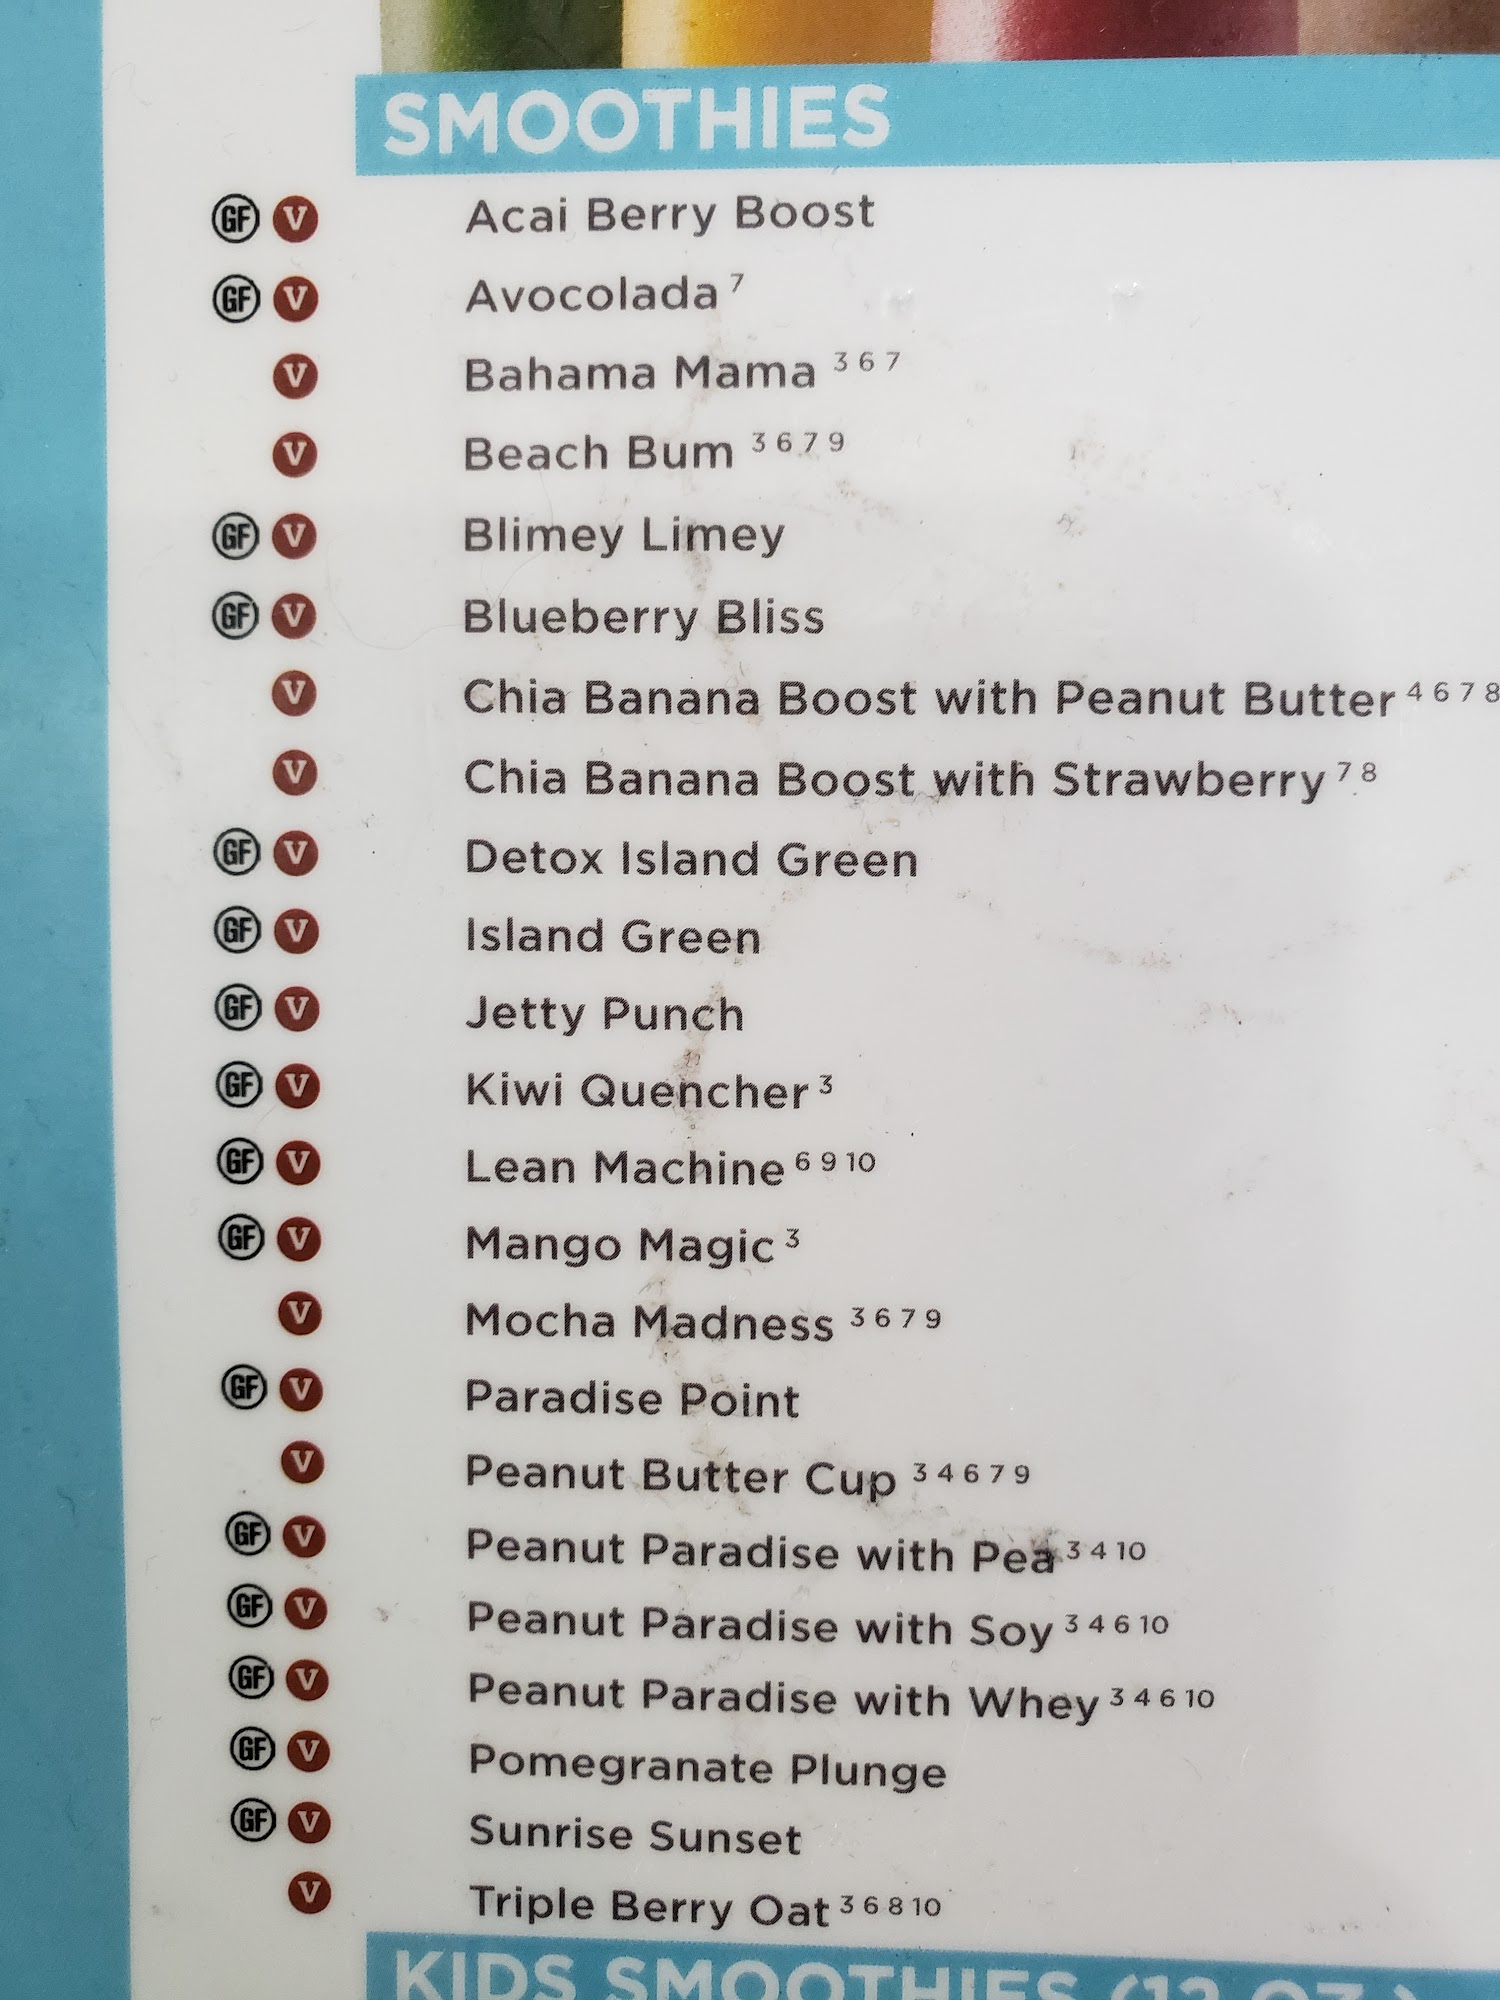 SMOOTHIES
GF V Acai Berry Boost
GF V Avocolada 7
V Bahama Mama 3 6 7
V Beach Bum 3 6 7 9
GF V Blimey Limey
GF V Blueberry Bliss
V Chia Banana Boost with Peanut Butter 4 6 7 8
V Chia Banana Boost with Strawberry 7 8
GF V Detox Island Green
GF V Island Green
GF V Jetty Punch
GF V Kiwi Quencher 3
GF V Lean Machine 6 9 10
GF V Mango Magic 3
V Mocha Madness 3 6 7 9
GF V Paradise Point
V Peanut Butter Cup 3 4 6 7 9
GF V Peanut Paradise with Pea 3 4 10
GF V Peanut Paradise with Soy 3 4 6 10
GF V Peanut Paradise with Whey 3 4 6 10
GF V Pomegranate Plunge
GF V Sunrise Sunset
V Triple Berry Oat 3 6 8 10
KIDS SMOOTHIES (12 OZ.)